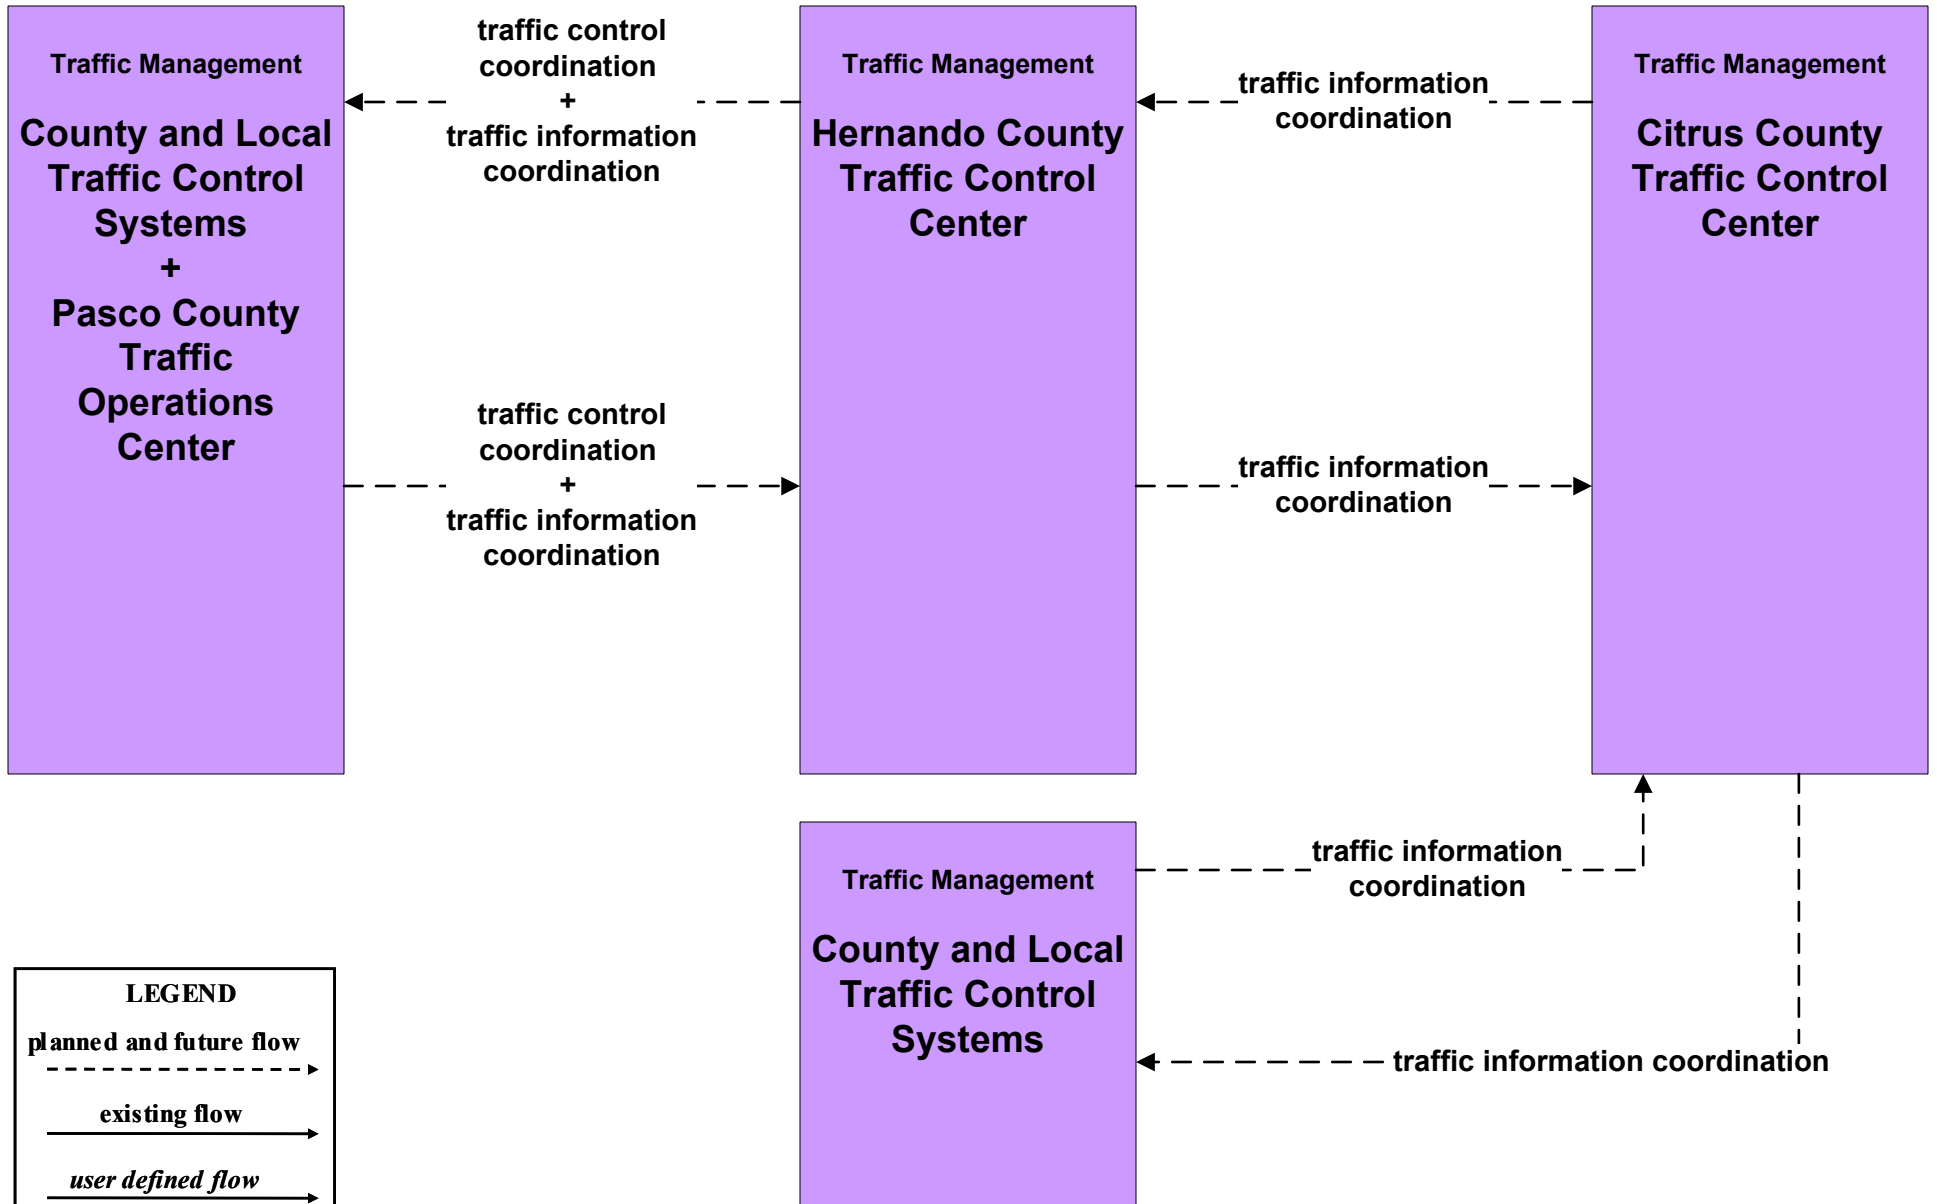 Traffic Management
County and Local
Traffic Control
Systems
+
Pasco County
Traffic
Operations
Center
traffic control
coordination
+
traffic information
coordination
traffic control
coordination
+
traffic information
coordination
Traffic Management
Hernando County
Traffic Control
Center
traffic information
coordination
traffic information
coordination
Traffic Management
Citrus County
Traffic Control
Center
Traffic Management
County and Local
Traffic Control
Systems
traffic information
coordination
traffic information coordination
LEGEND
planned and future flow
existing flow
user defined flow